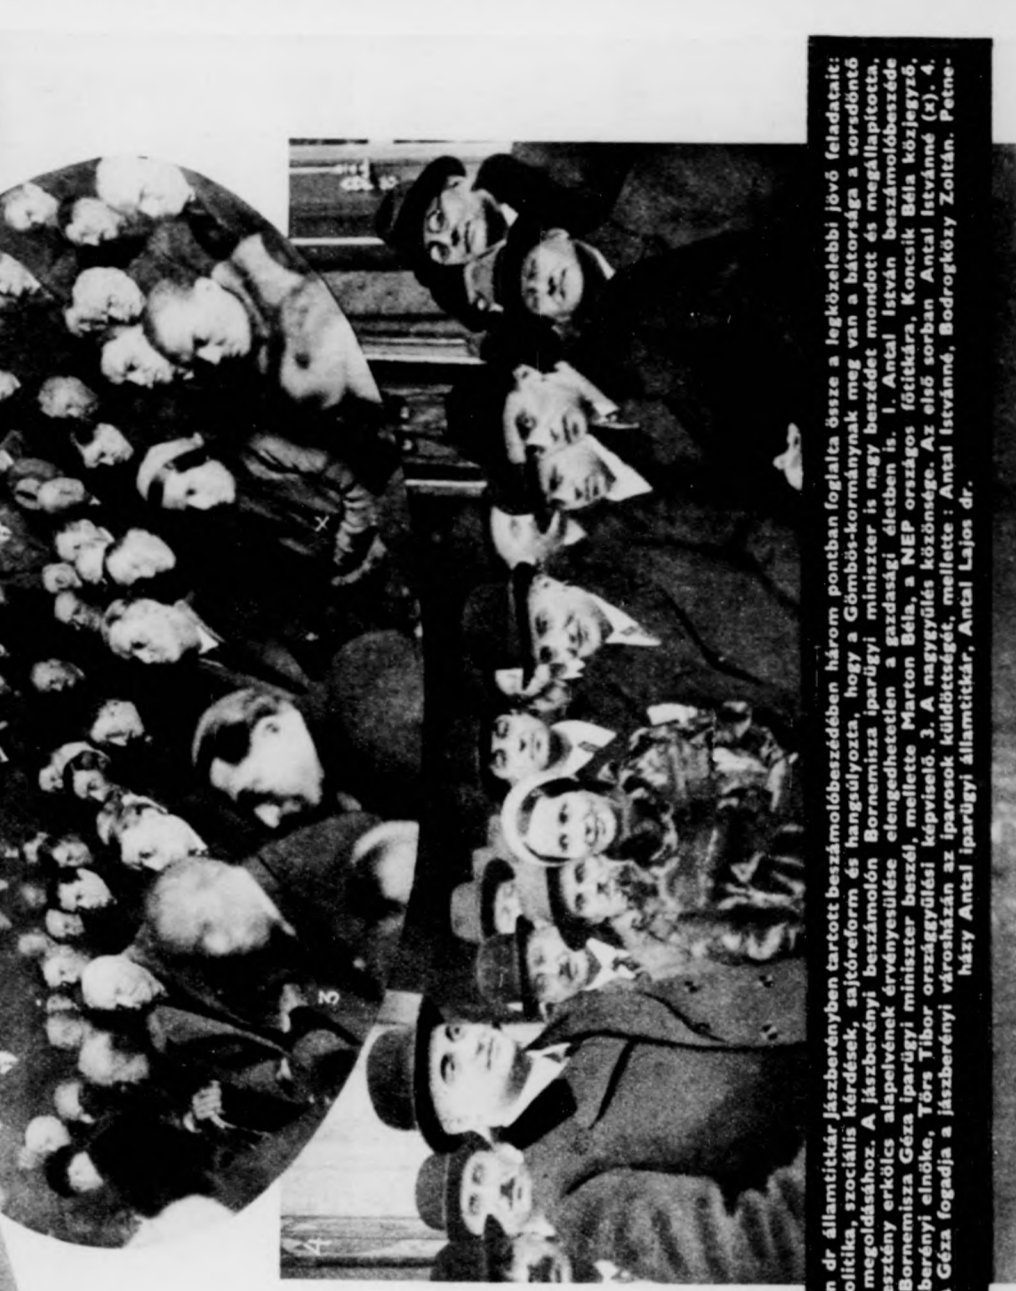 n dr államtitkár Jászberényben tartott beszámolóbeszédében három pontban foglalta össze a legközelebbi jövő feladatait:
olitika, szociális kérdések, sajtóreform és hangsúlyozta, hogy a Gömbös-kormánynak meg van a bátorsága a sorsdöntő
megoldásához. A jászberényi beszámolón Bornemisza iparügyi miniszter is nagy beszédet mondott és megállapította,
esztény erkölcs alapelvének érvényesülése elengedhetetlen a gazdasági életben is. 1. Antal István beszámolóbeszéde
Bornemisza Géza iparügyi miniszter beszél, mellette Marton Béla, a NEP országos főtitkára, Koncsik Béla közjegyző,
berényi elnöke, Törs Tibor országgyülési képviselő. 3. A nagygyülés közönsége. Az első sorban Antal Istvánné (x). 4.
Géza fogadja a jászberényi városházán az iparosok küldöttségét, mellette: Antal Istvánné, Bodrogközy Zoltán. Petne-
házy Antal iparügyi államtitkár, Antal Lajos dr.
x
3
4